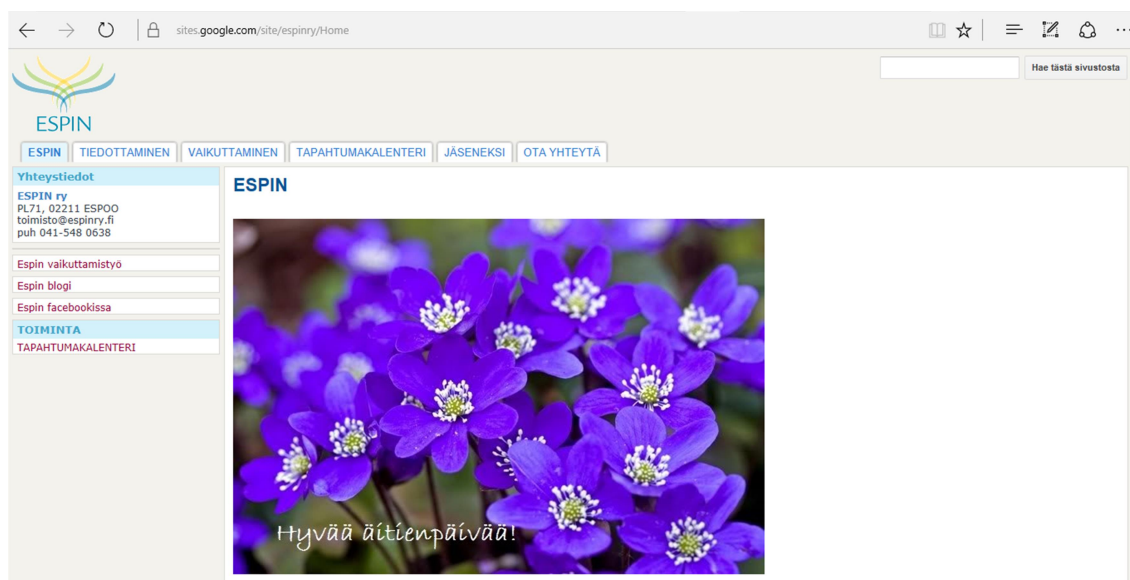 sites.google.com/site/espinry/Home
Hae tästä sivustosta
ESPIN
ESPIN
TIEDOTTAMINEN
VAIKUTTAMINEN
TAPAHTUMAKALENTERI
JÄSENEKSI
OTA YHTEYTÄ
Yhteystiedot
ESPIN ry
PL71, 02211 ESPOO
toimisto@espinry.fi
puh 041-548 0638
Espin vaikuttamistyö
Espin blogi
Espin facebookissa
TOIMINTA
TAPAHTUMAKALENTERI
ESPIN
Hyvää äitienpäivää!